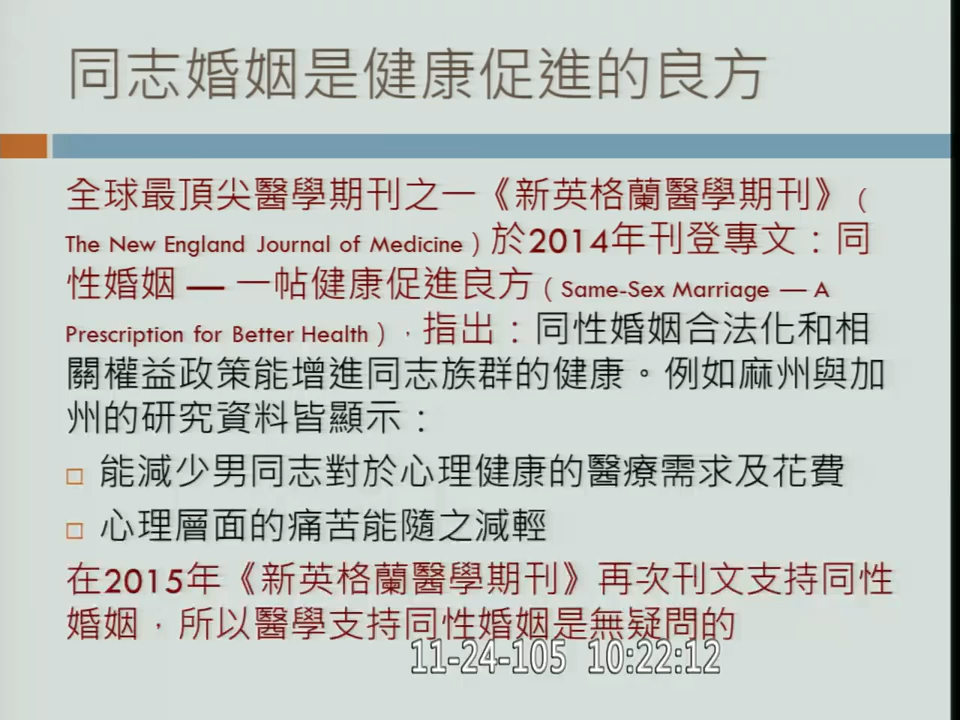 同志婚姻是健康促進的良方
全球最頂尖醫學期刊之一《新英格蘭醫學期刊》（
The New England Journal of Medicine）於2014年刊登專文：同
性婚姻 — 一帖健康促進良方（Same-Sex Marriage — A
Prescription for Better Health），指出：同性婚姻合法化和相
關權益政策能增進同志族群的健康。例如麻州與加
州的研究資料皆顯示：
能減少男同志對於心理健康的醫療需求及花費
心理層面的痛苦能隨之減輕
在2015年《新英格蘭醫學期刊》再次刊文支持同性
婚姻，所以醫學支持同性婚姻是無疑問的
11-24-105 10:22:12